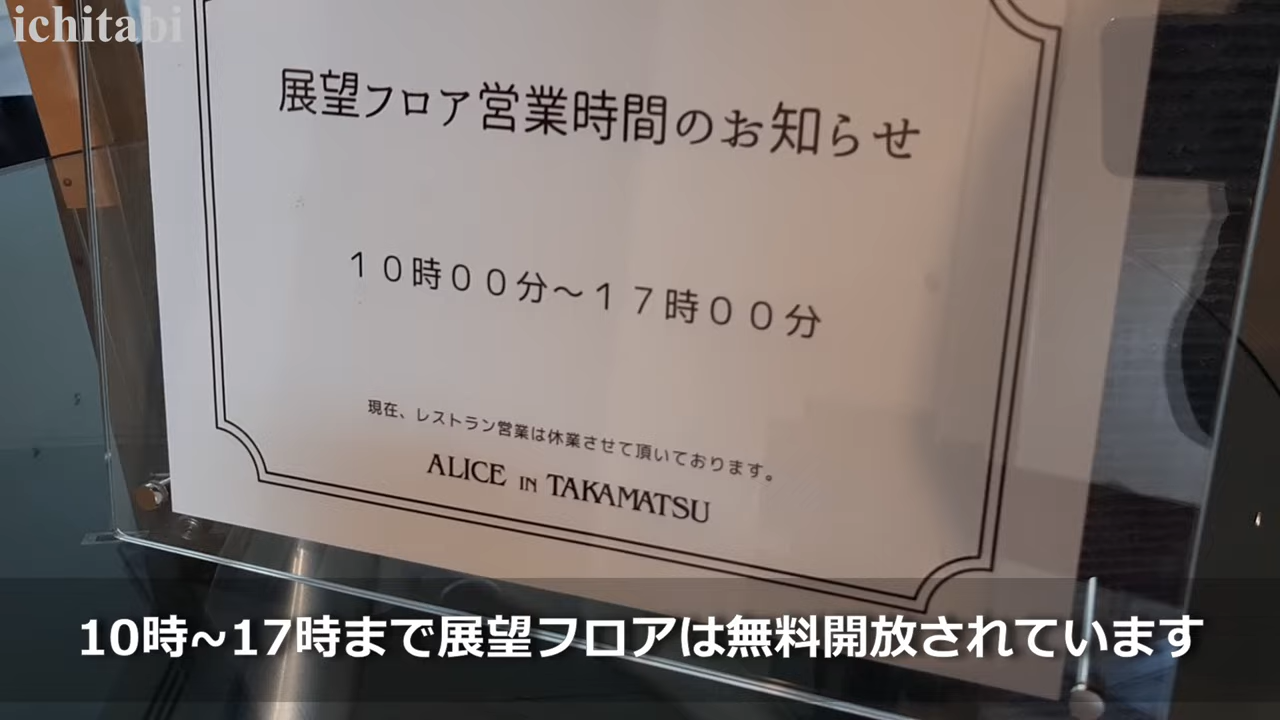 ichitabi
展望フロア営業時間のお知らせ
１０時００分～１７時００分
現在、レストラン営業は休業させて頂いております。
ALICE IN TAKAMATSU
10時~17時まで展望フロアは無料開放されています